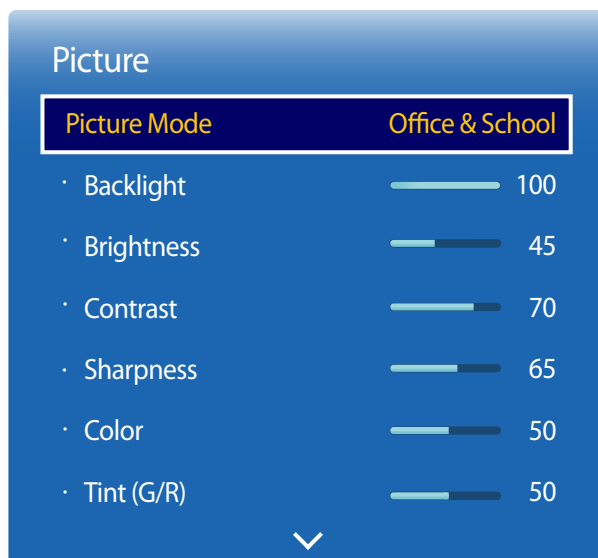 Picture
Picture Mode Office & School
· Backlight 100
· Brightness 45
· Contrast 70
· Sharpness 65
· Color 50
· Tint (G/R) 50